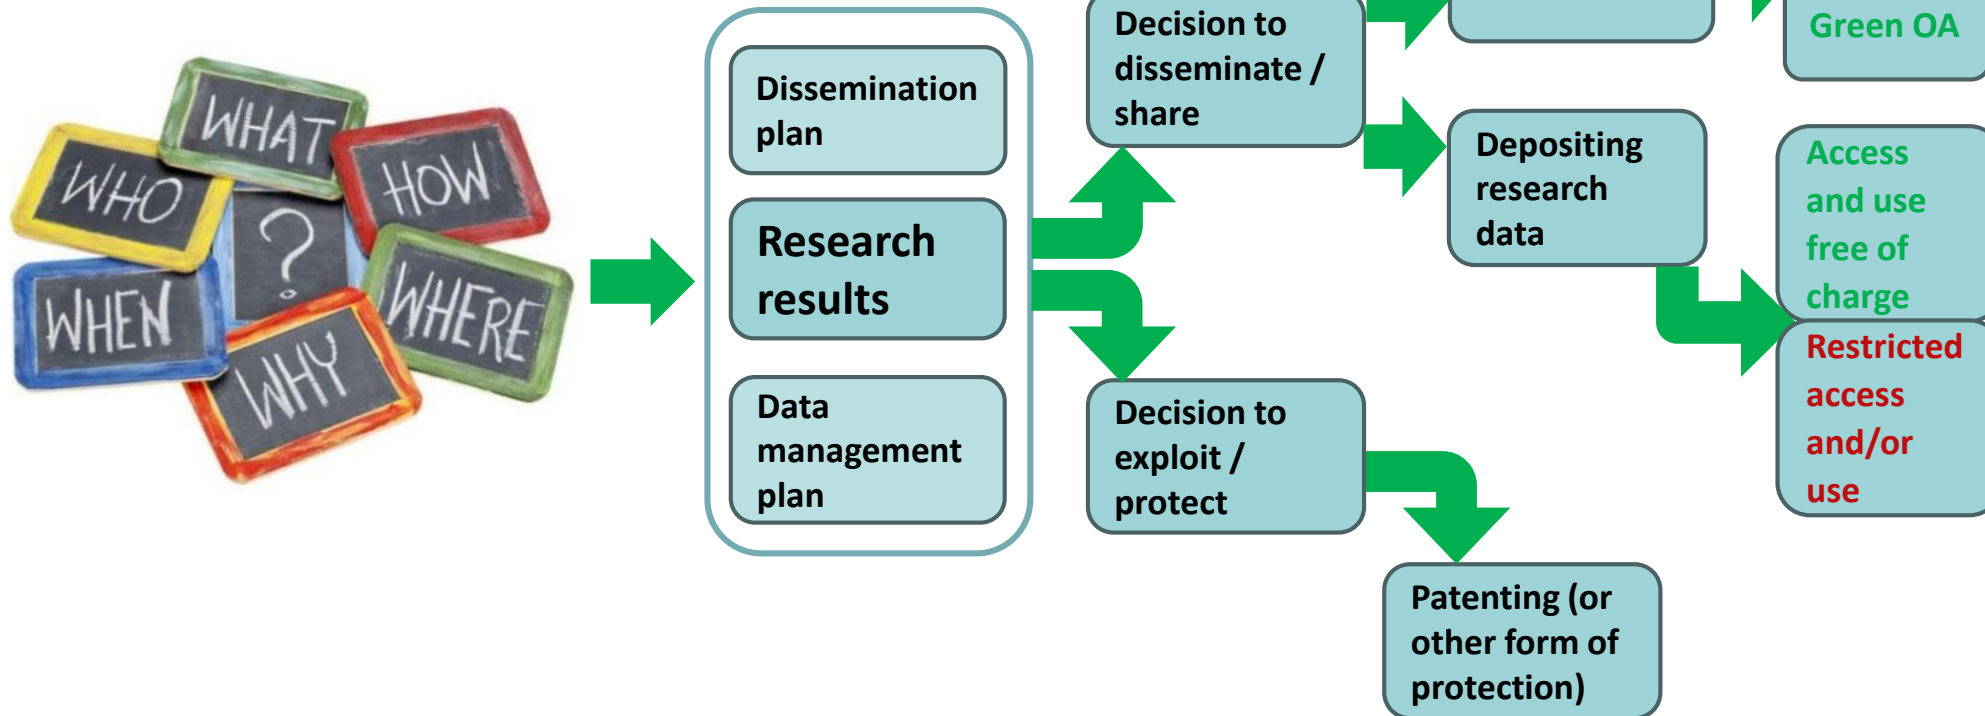 WHAT
WHO
HOW
?
WHEN
WHERE
WHY
Dissemination
plan
Research
results
Data
management
plan
Decision to
disseminate /
share
Decision to
exploit /
protect
Depositing
research
data
Patenting (or
other form of
protection)
Green OA
Access
and use
free of
charge
Restricted
access
and/or
use